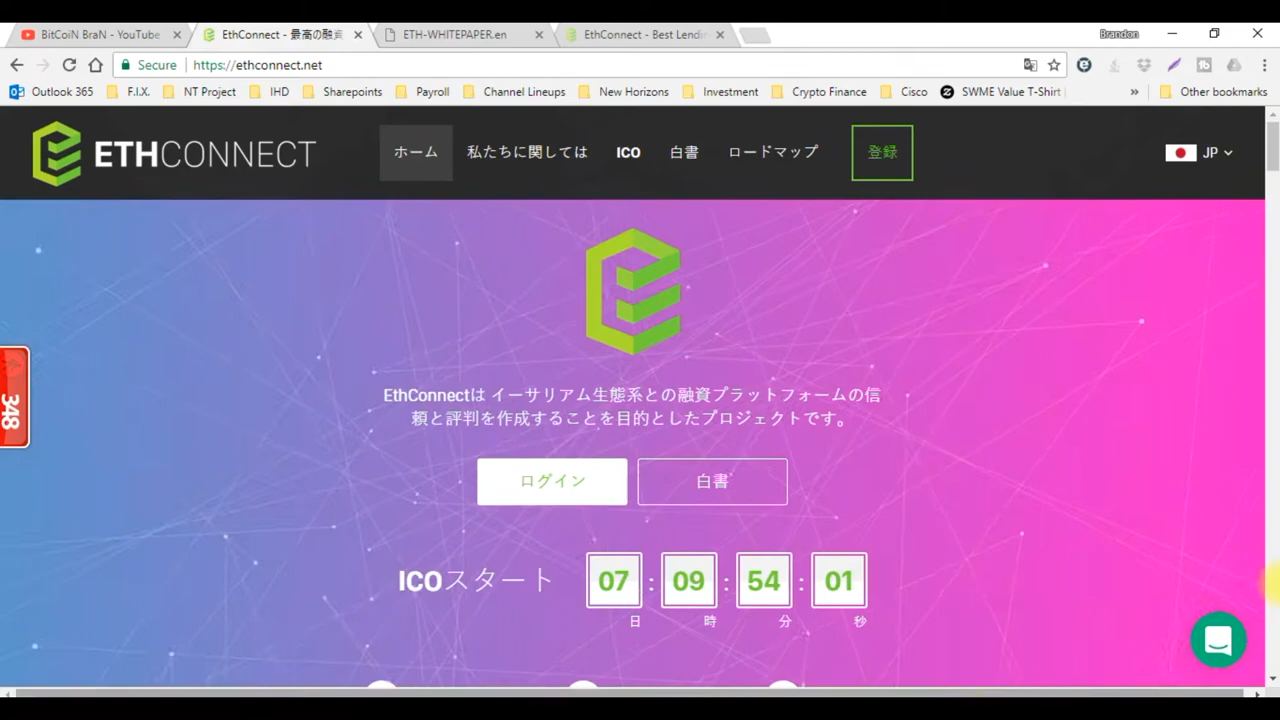 BitCoiN BraN - YouTube
EthConnect - 最高の融資
ETH-WHITEPAPER.en
EthConnect - Best Lendin
Brandon
Secure
https://ethconnect.net
Outlook 365
F.I.X.
NT Project
IHD
Sharepoints
Payroll
Channel Lineups
New Horizons
Investment
Crypto Finance
Cisco
SWME Value T-Shirt
»
Other bookmarks
ETHCONNECT
ホーム
私たちに関しては
ICO
白書
ロードマップ
登録
JP
EthConnectは イーサリアム生態系との融資プラットフォームの信
頼と評判を作成することを目的としたプロジェクトです。
ログイン
白書
ICOスタート
07 : 09 : 54 : 01
日 時 分 秒
348